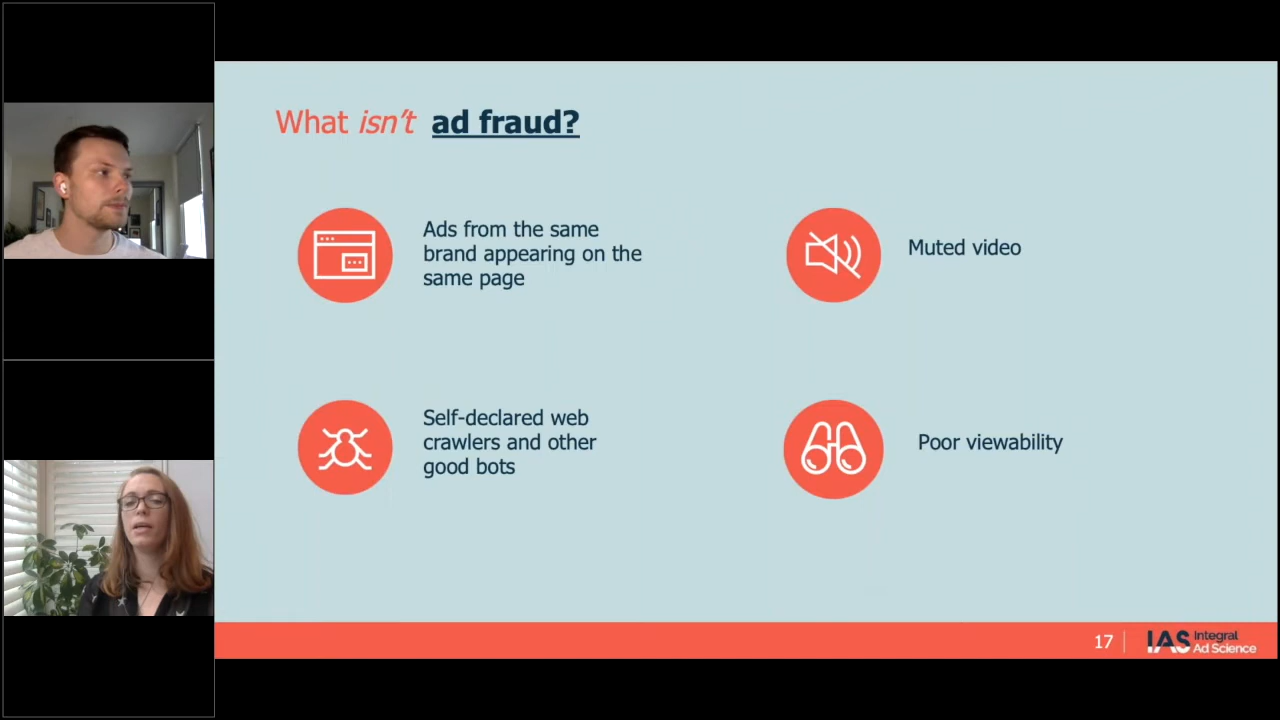 What isn't ad fraud?
Ads from the same
brand appearing on the
same page
Muted video
Self-declared web
crawlers and other
good bots
Poor viewability
17
IAS Integral
Ad Science